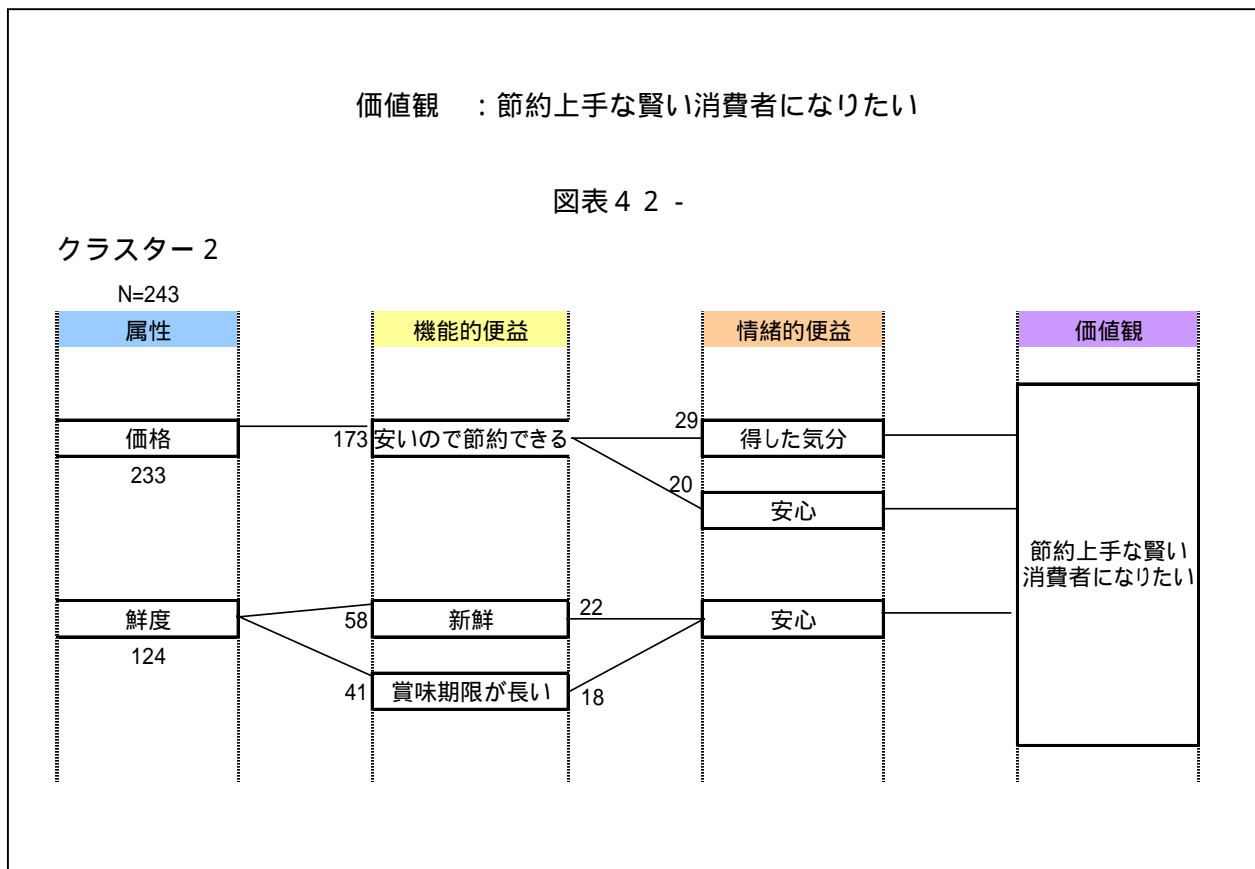 価値観　：節約上手な賢い消費者になりたい
図表４２-
クラスター２
N=243
属性 機能的便益 情緒的便益 価値観
価格 173 安いので節約できる 29 得した気分
233
20 安心
節約上手な賢い
消費者になりたい
鮮度 58 新鮮 22 安心
124
41 賞味期限が長い 18